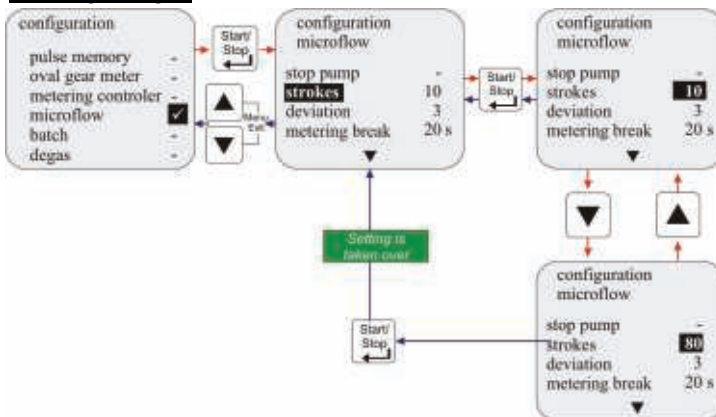 configuration
pulse memory -
oval gear meter -
metering controler -
microflow ✓
batch -
degas -
Start/
Stop
Menu/
Exit
configuration
microflow
stop pump -
strokes 10
deviation 3
metering break 20 s
Start/
Stop
configuration
microflow
stop pump -
strokes 10
deviation 3
metering break 20 s
Setting is
taken over
Start/
Stop
configuration
microflow
stop pump -
strokes 80
deviation 3
metering break 20 s